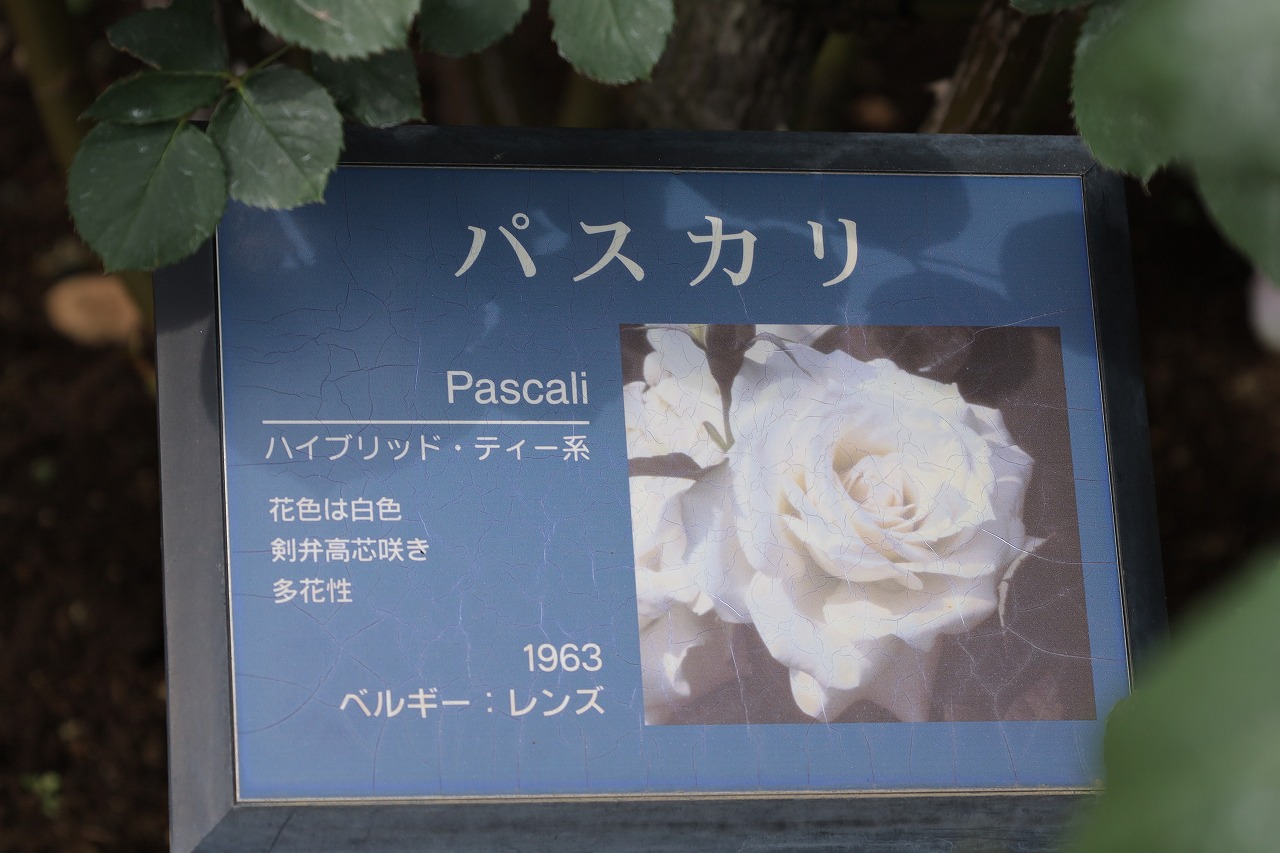 パスカリ
Pascali
ハイブリッド・ティー系
花色は白色
剣弁高芯咲き
多花性
1963
ベルギー：レンズ